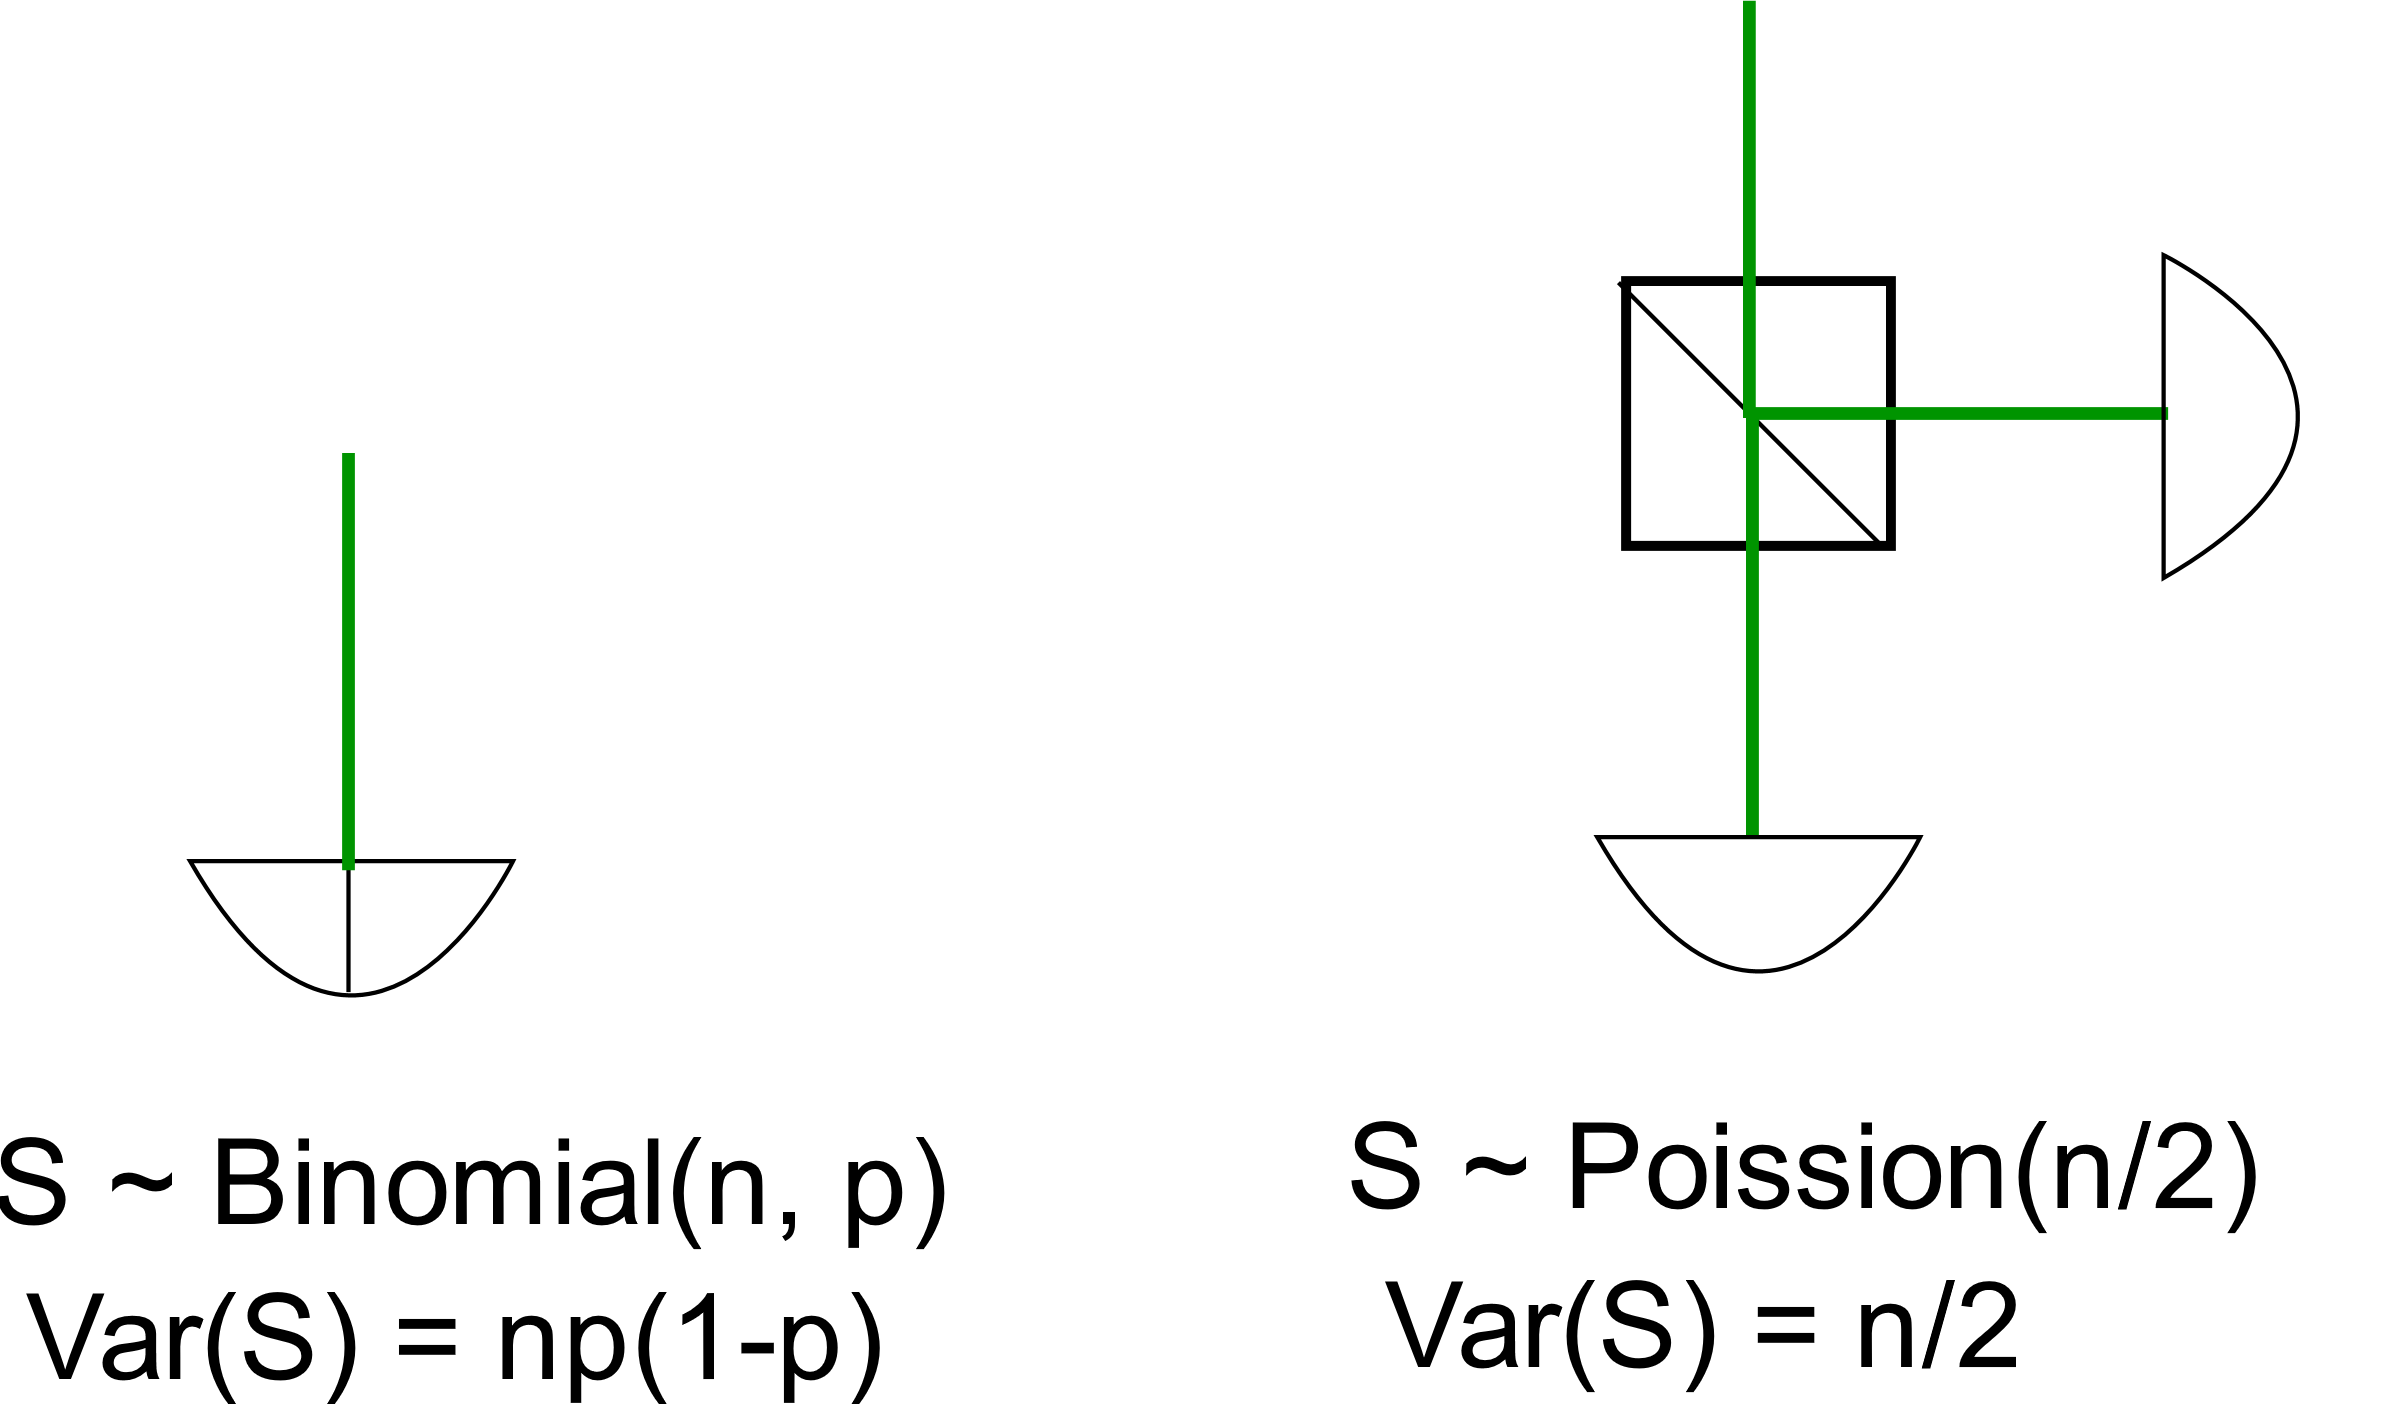 S ~ Binomial(n, p)
Var(S) = np(1-p)
S ~ Poission(n/2)
Var(S) = n/2